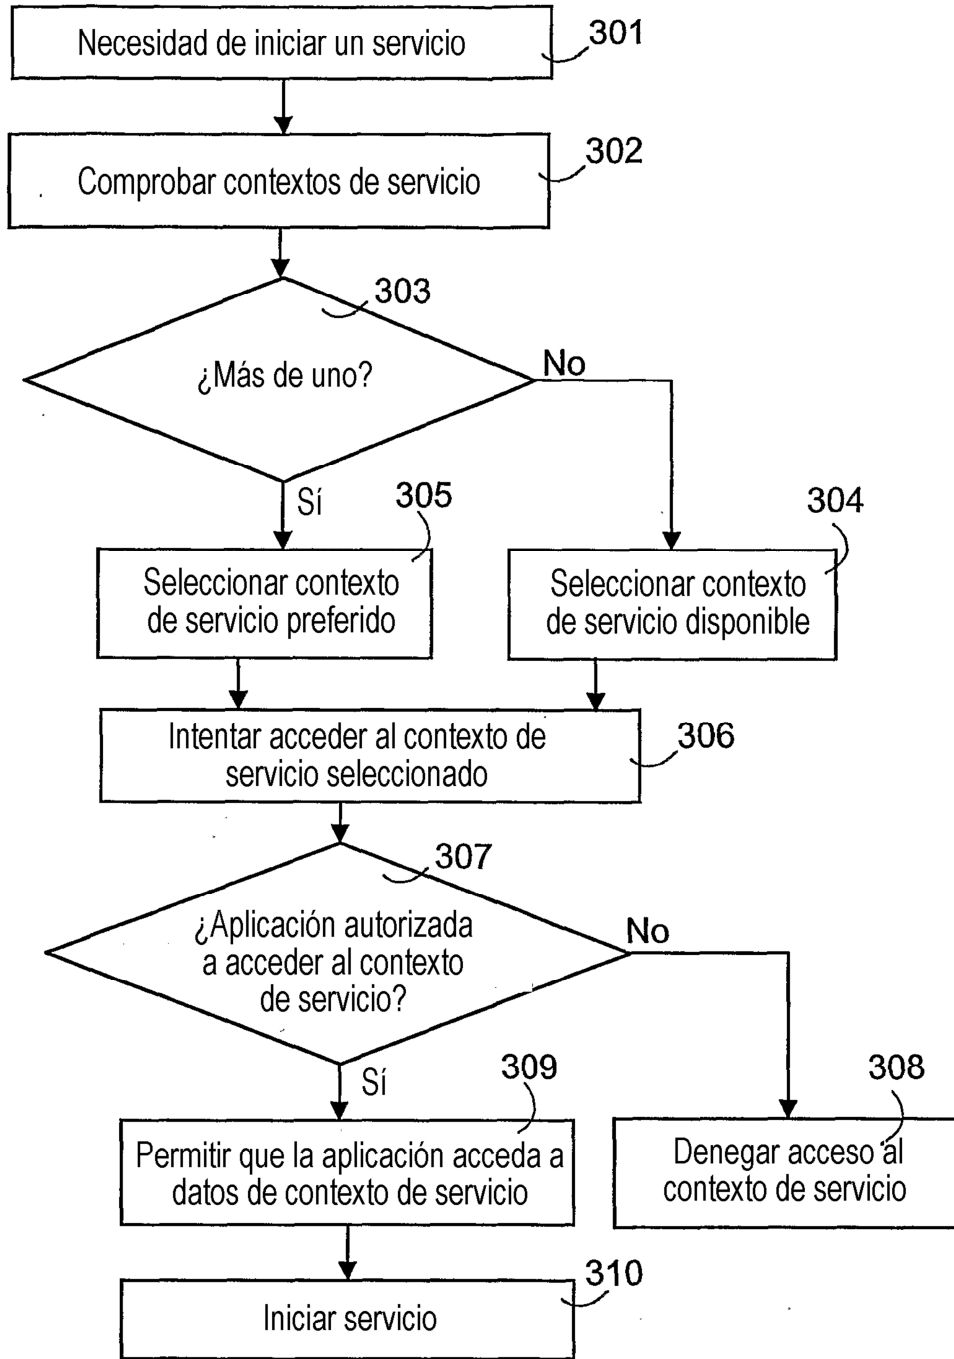 Necesidad de iniciar un servicio
301
Comprobar contextos de servicio
302
303
¿Más de uno?
No
Sí
305
304
Seleccionar contexto
de servicio preferido
Seleccionar contexto
de servicio disponible
Intentar acceder al contexto de
servicio seleccionado
306
307
¿Aplicación autorizada
a acceder al contexto
de servicio?
No
Sí
309
308
Permitir que la aplicación acceda a
datos de contexto de servicio
Denegar acceso al
contexto de servicio
310
Iniciar servicio